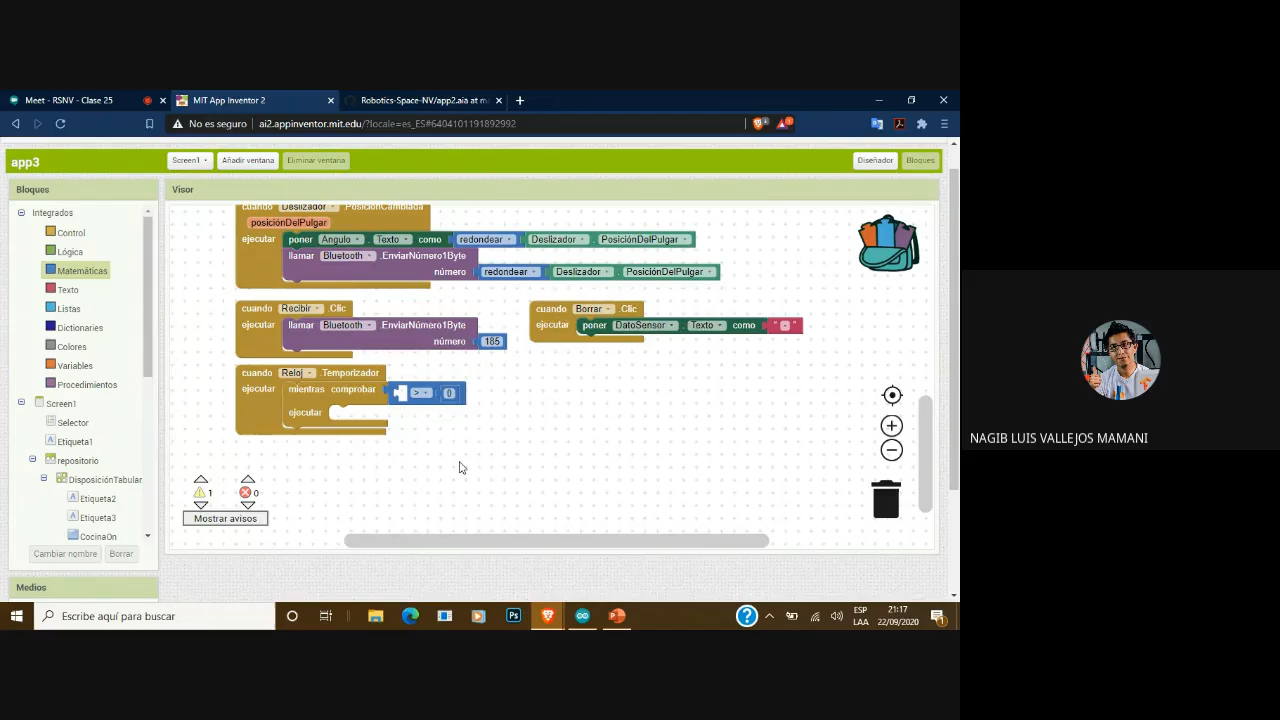 Meet - RSNV - Clase 25
MIT App Inventor 2
Robotics-Space-NV/app2.aia at m
No es seguro
ai2.appinventor.mit.edu/?locale=es_ES#6404101191892992
app3
Screen1
Añadir ventana
Eliminar ventana
Diseñador
Bloques
Bloques
Visor
Integrados
Control
Lógica
Matemáticas
Texto
Listas
Dictionaries
Colores
Variables
Procedimientos
Screen1
Selector
Etiqueta1
repositorio
DisposiciónTabular
Etiqueta2
Etiqueta3
CocinaOn
Cambiar nombre
Borrar
Medios
cuando Deslizador .PosiciónCambiada
posiciónDelPulgar
ejecutar poner Angulo . Texto como redondear Deslizador . PosiciónDelPulgar
llamar Bluetooth .EnviarNúmero1Byte
número redondear Deslizador . PosiciónDelPulgar
cuando Recibir .Clic
ejecutar llamar Bluetooth .EnviarNúmero1Byte
número 185
cuando Borrar .Clic
ejecutar poner DatoSensor . Texto como " "
cuando Reloj .Temporizador
ejecutar mientras comprobar > 0
ejecutar
1 0
Mostrar avisos
NAGIB LUIS VALLEJOS MAMANI
Escribe aquí para buscar
ESP
LAA
21:17
22/09/2020